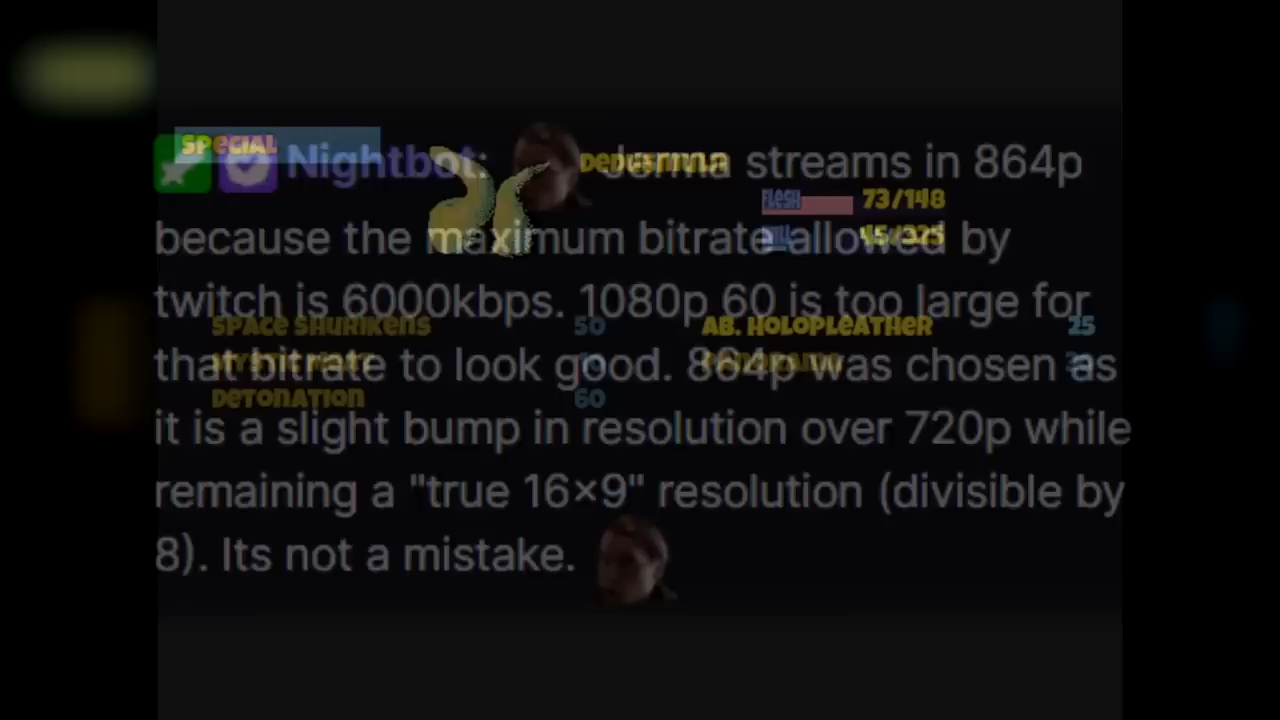 SPECIAL
Nightbot: Jerma streams in 864p
FLESH 73/148
45/325
because the maximum bitrate allowed by
twitch is 6000kbps. 1080p 60 is too large for
SPACE SHURIKENS 50 AB. HOLOPLEATHER 25
that bitrate to look good. 864p was chosen as
DETONATION 60
it is a slight bump in resolution over 720p while
remaining a "true 16×9" resolution (divisible by
8). Its not a mistake.